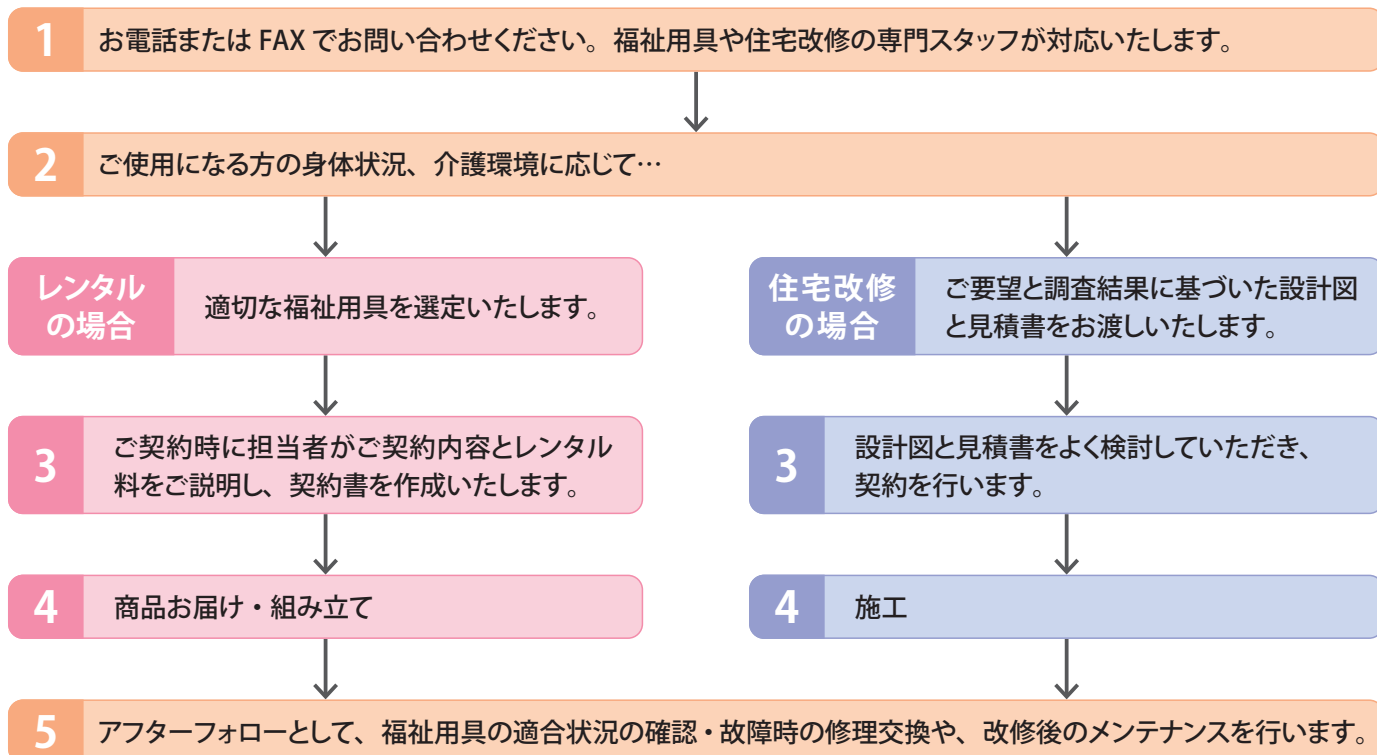 1 お電話または FAX でお問い合わせください。福祉用具や住宅改修の専門スタッフが対応いたします。
2 ご使用になる方の身体状況、介護環境に応じて…
レンタル
の場合
適切な福祉用具を選定いたします。
3
ご契約時に担当者がご契約内容とレンタル
料をご説明し、契約書を作成いたします。
4 商品お届け・組み立て
住宅改修
の場合
ご要望と調査結果に基づいた設計図
と見積書をお渡しいたします。
3
設計図と見積書をよく検討していただき、
契約を行います。
4 施工
5 アフターフォローとして、福祉用具の適合状況の確認・故障時の修理交換や、改修後のメンテナンスを行います。